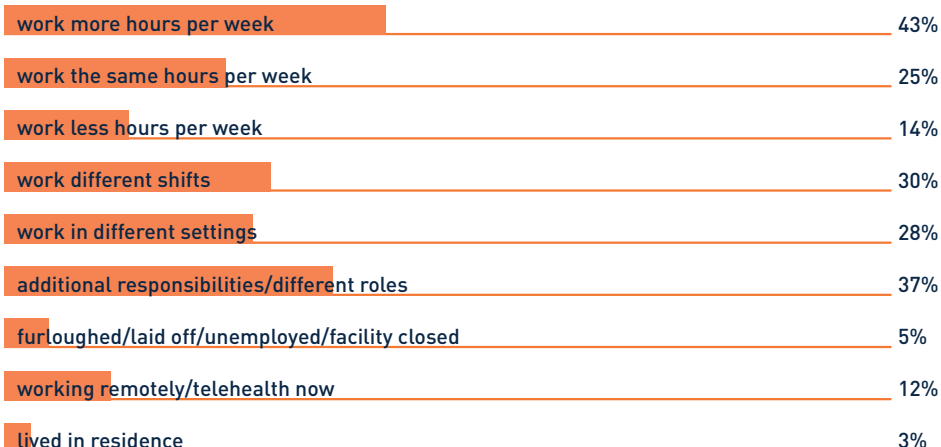 work more hours per week 43%
work the same hours per week 25%
work less hours per week 14%
work different shifts 30%
work in different settings 28%
additional responsibilities/different roles 37%
furloughed/laid off/unemployed/facility closed 5%
working remotely/telehealth now 12%
lived in residence 3%